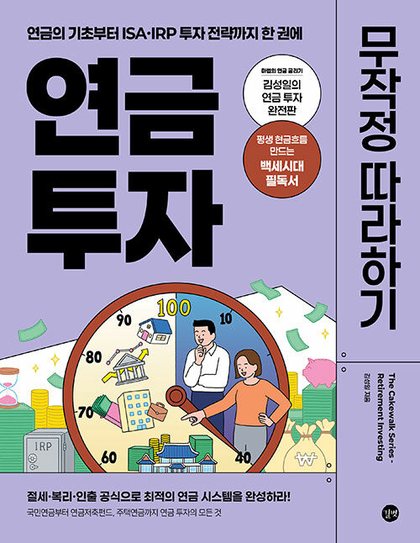 연금의 기초부터 ISA·IRP 투자 전략까지 한 권에
연금
투자
마법의 연금 굴리기
김성일의
연금 투자
완전판
평생 현금흐름
만드는
백세시대
필독서
무작정 따라하기
The Cakewalk Series-
Retirement Investing
김성일 지음
100
90
80
70
60
10
IRP
₩
절세·복리·인출 공식으로 최적의 연금 시스템을 완성하라!
국민연금부터 연금저축펀드, 주택연금까지 연금 투자의 모든 것
길벗